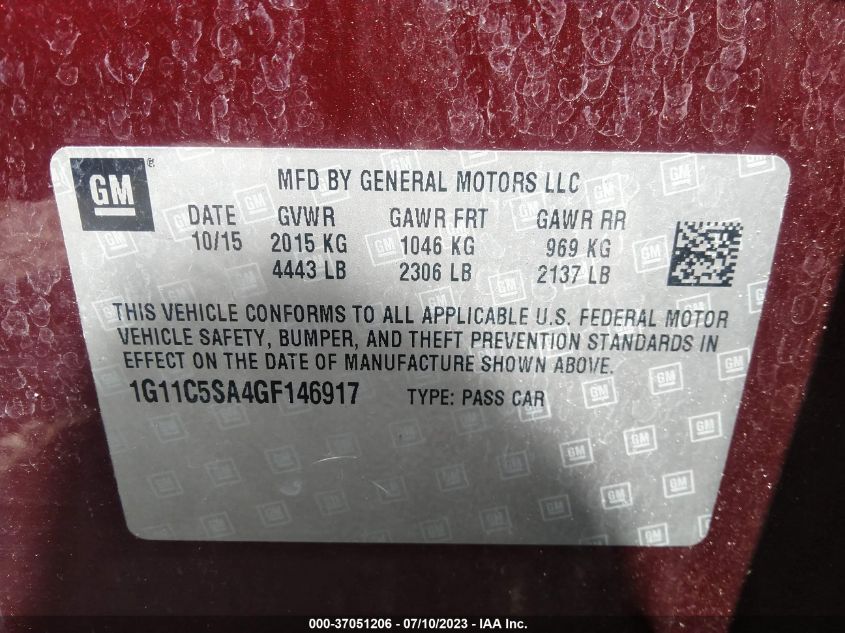 GM®
MFD BY GENERAL MOTORS LLC
DATE GVWR GAWR FRT GAWR RR
10/15 2015 KG 1046 KG 969 KG
4443 LB 2306 LB 2137 LB
THIS VEHICLE CONFORMS TO ALL APPLICABLE U.S. FEDERAL MOTOR
VEHICLE SAFETY, BUMPER, AND THEFT PREVENTION STANDARDS IN
EFFECT ON THE DATE OF MANUFACTURE SHOWN ABOVE.
1G11C5SA4GF146917 TYPE: PASS CAR
000-37051206 - 07/10/2023 - IAA Inc.